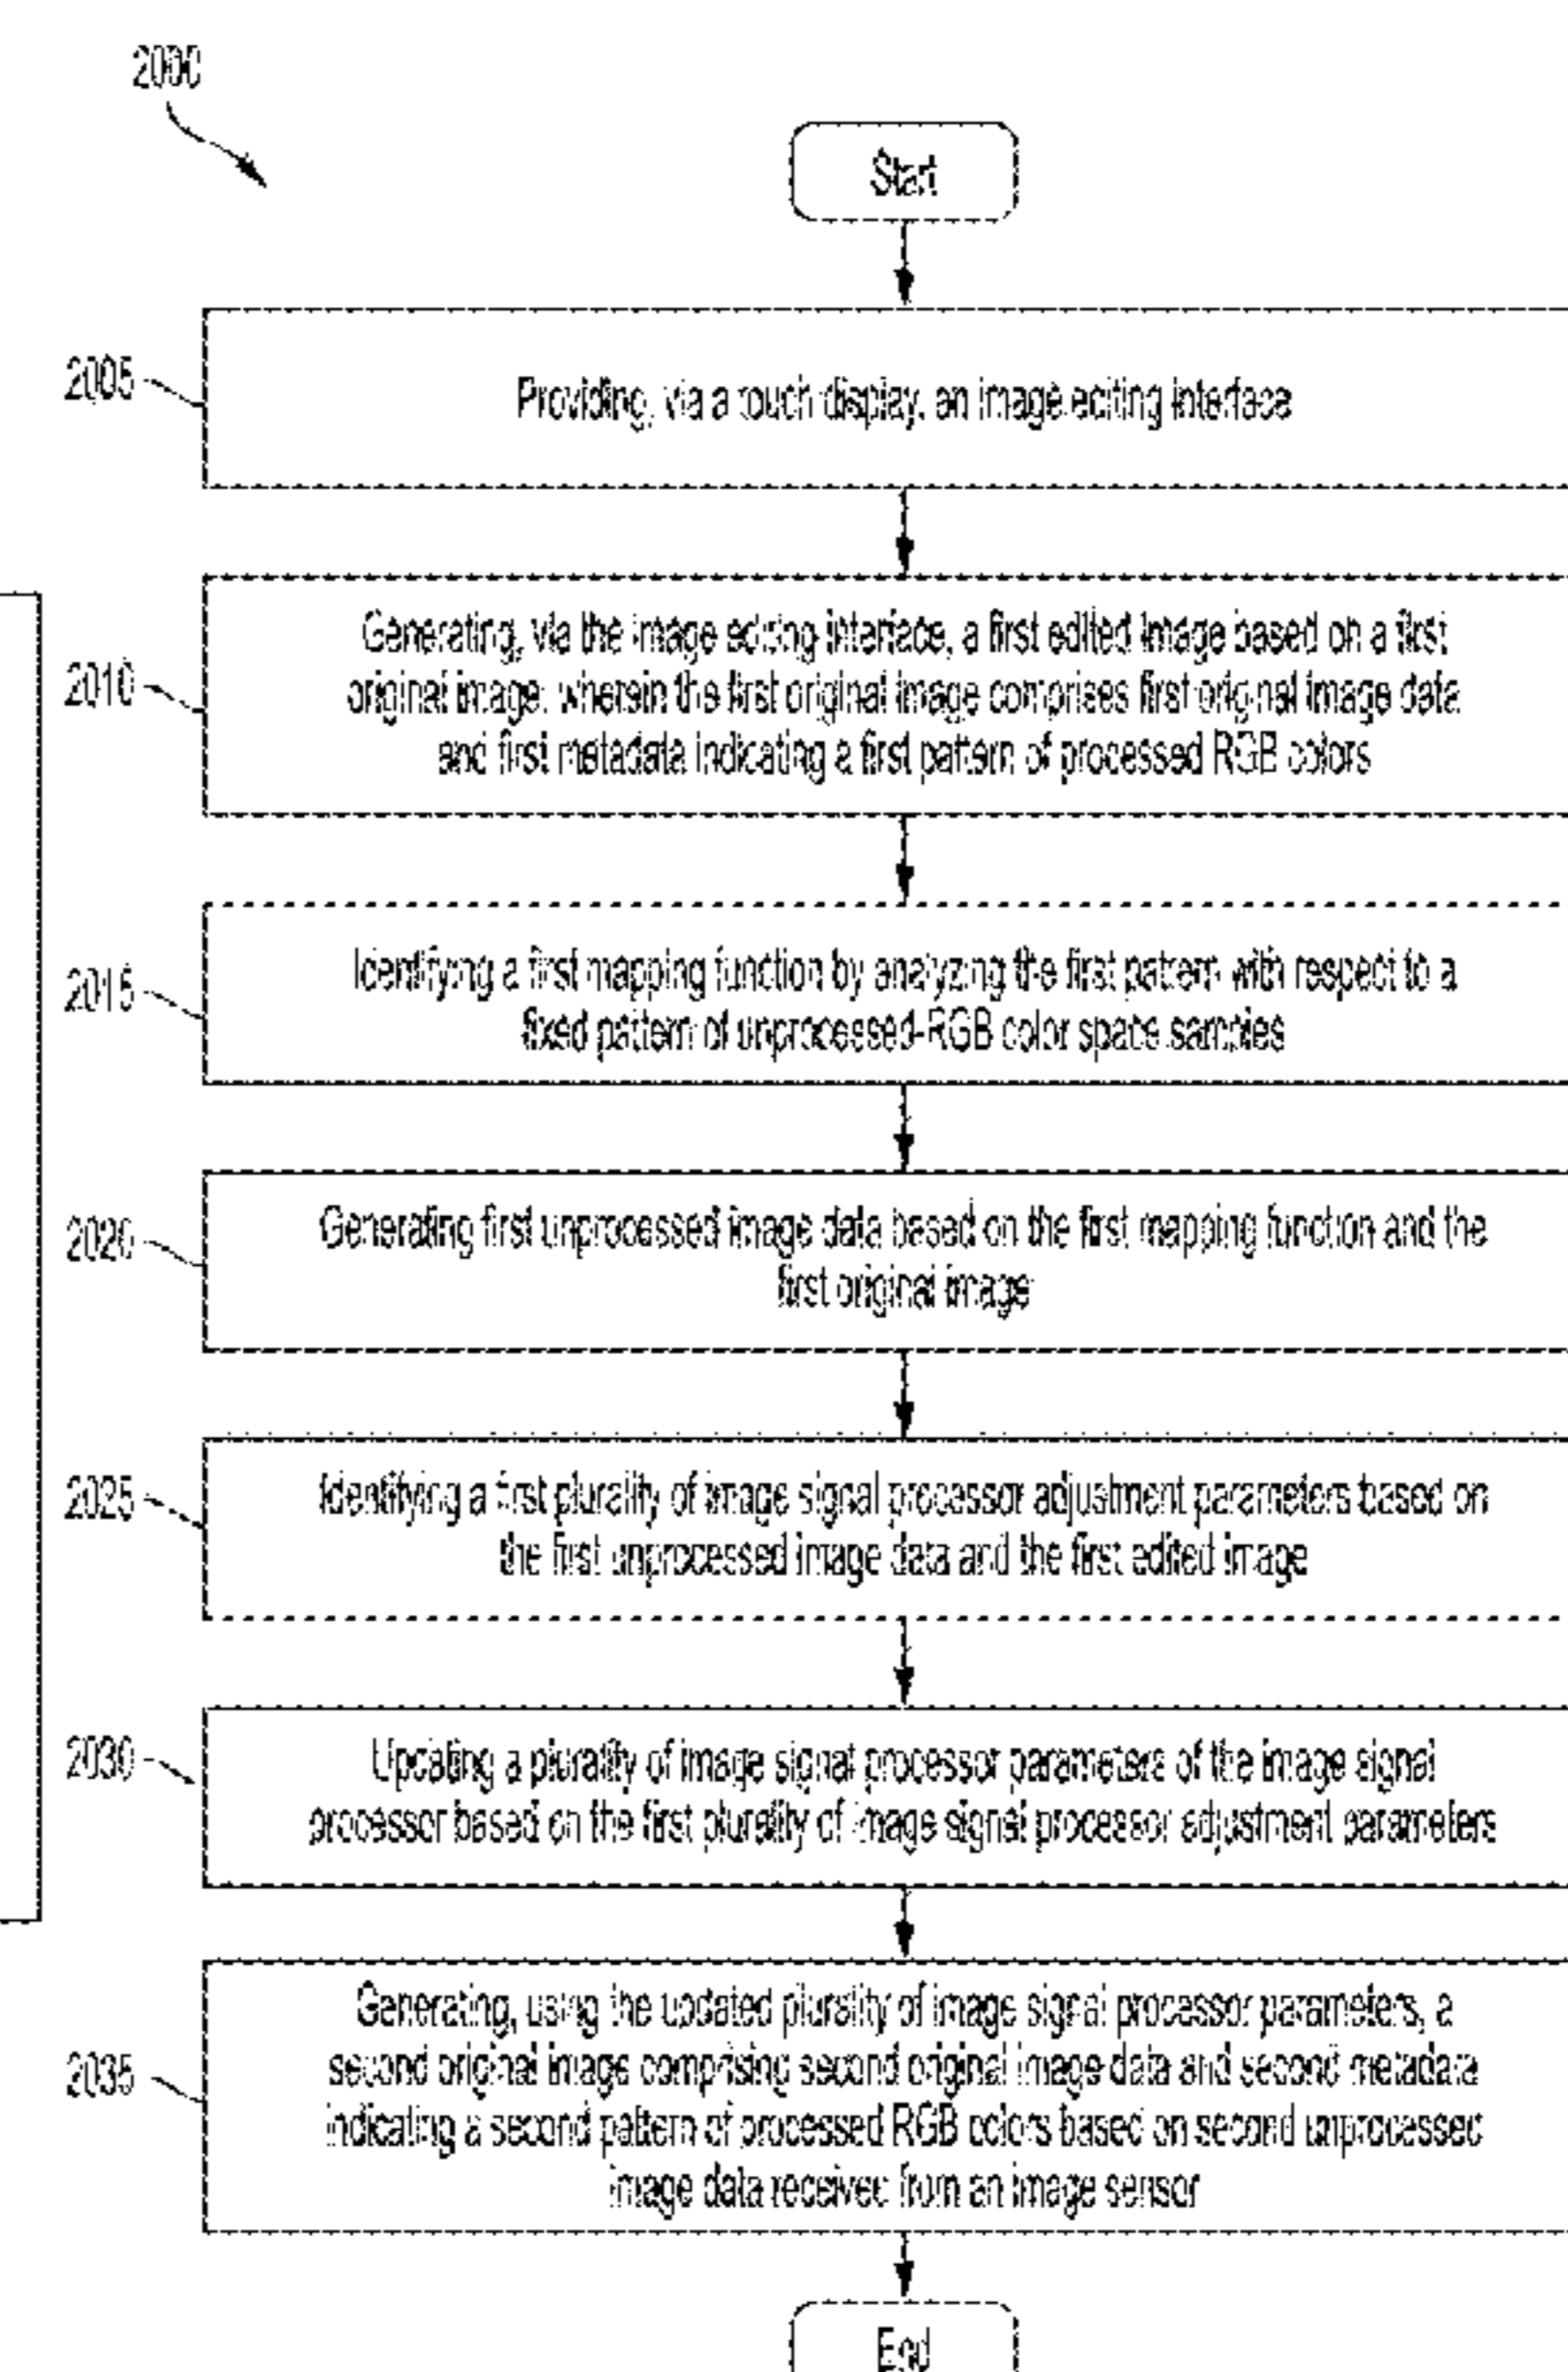 2000
Start
2005
Providing, via a touch display, an image editing interface
2010
Generating, via the image editing interface, a first edited image based on a first
original image, wherein the first original image comprises first original image data
and first metadata indicating a first pattern of processed RGB colors
2015
Identifying a first mapping function by analyzing the first pattern with respect to a
fixed pattern of unprocessed-RGB color space samples
2020
Generating first unprocessed image data based on the first mapping function and the
first original image
2025
Identifying a first plurality of image signal processor adjustment parameters based on
the first unprocessed image data and the first edited image
2030
Updating a plurality of image signal processor parameters of the image signal
processor based on the first plurality of image signal processor adjustment parameters
2035
Generating, using the updated plurality of image signal processor parameters, a
second original image comprising second original image data and second metadata
indicating a second pattern of processed RGB colors based on second unprocessed
image data received from an image sensor
End